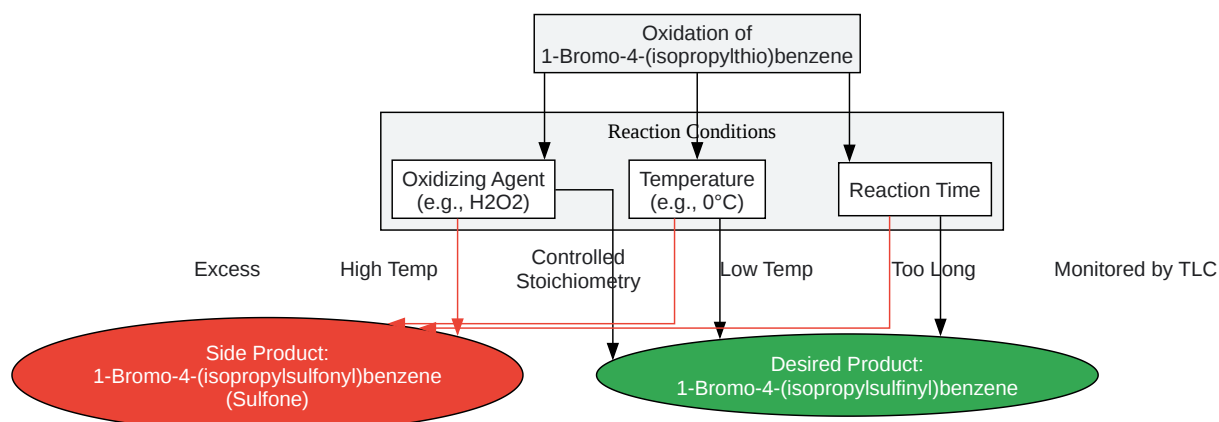 Oxidation of
1-Bromo-4-(isopropylthio)benzene
Reaction Conditions
Oxidizing Agent
(e.g., H2O2)
Temperature
(e.g., 0°C)
Reaction Time
Excess
High Temp
Controlled
Stoichiometry
Low Temp
Too Long
Monitored by TLC
Side Product:
1-Bromo-4-(isopropylsulfonyl)benzene
(Sulfone)
Desired Product:
1-Bromo-4-(isopropylsulfinyl)benzene